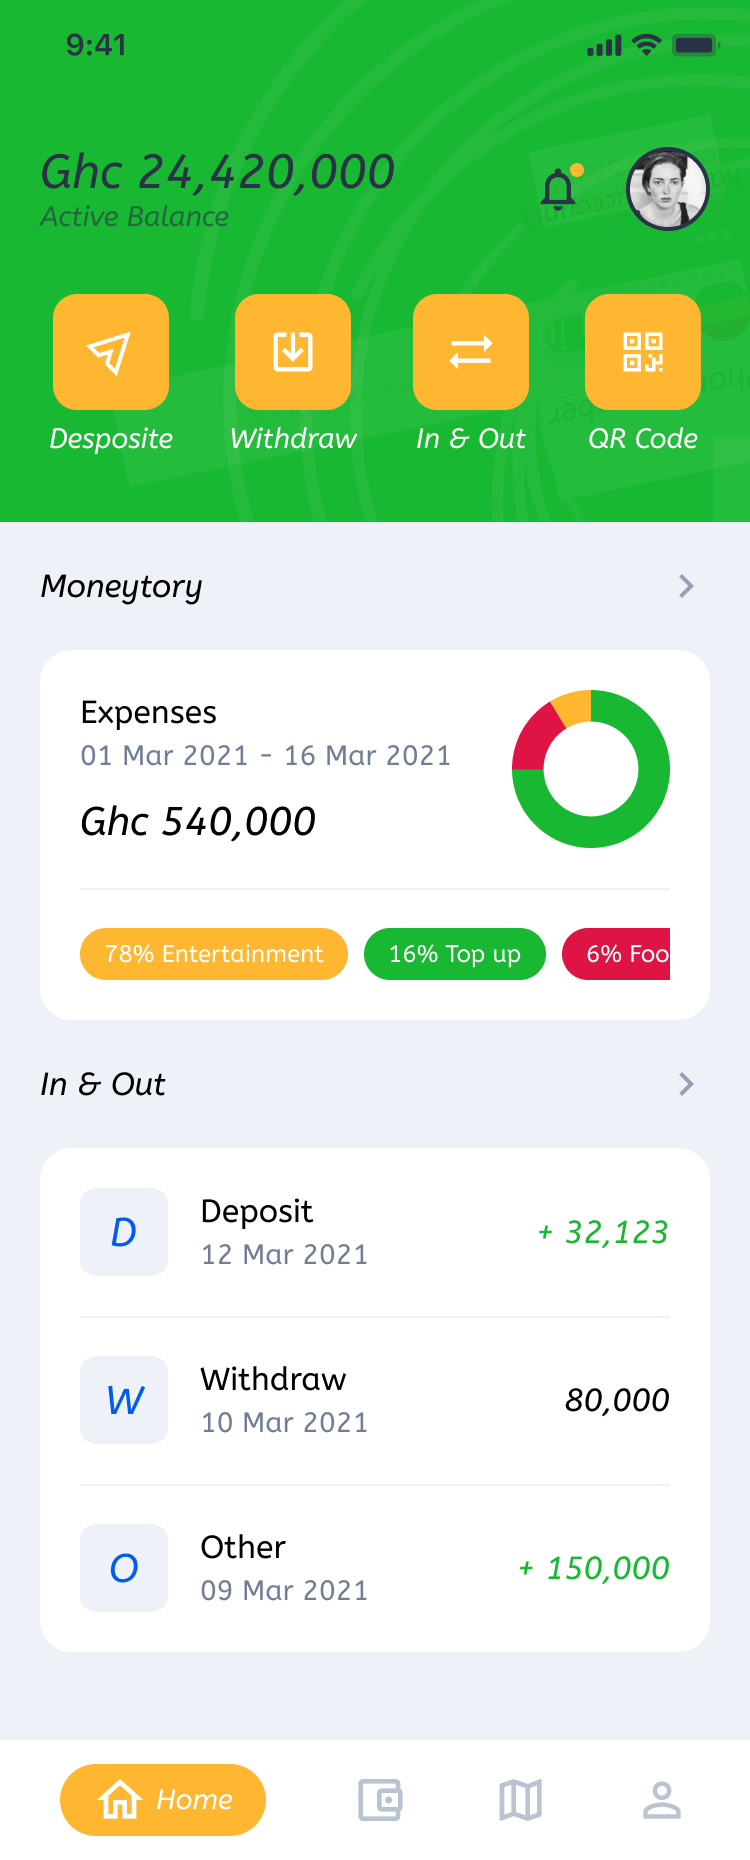 9:41
Ghc 24,420,000
Active Balance
Desposite
Withdraw
In & Out
QR Code
Moneytory
Expenses
01 Mar 2021 - 16 Mar 2021
Ghc 540,000
78% Entertainment
16% Top up
6% Foo
In & Out
D
Deposit
12 Mar 2021
+ 32,123
W
Withdraw
10 Mar 2021
80,000
O
Other
09 Mar 2021
+ 150,000
Home